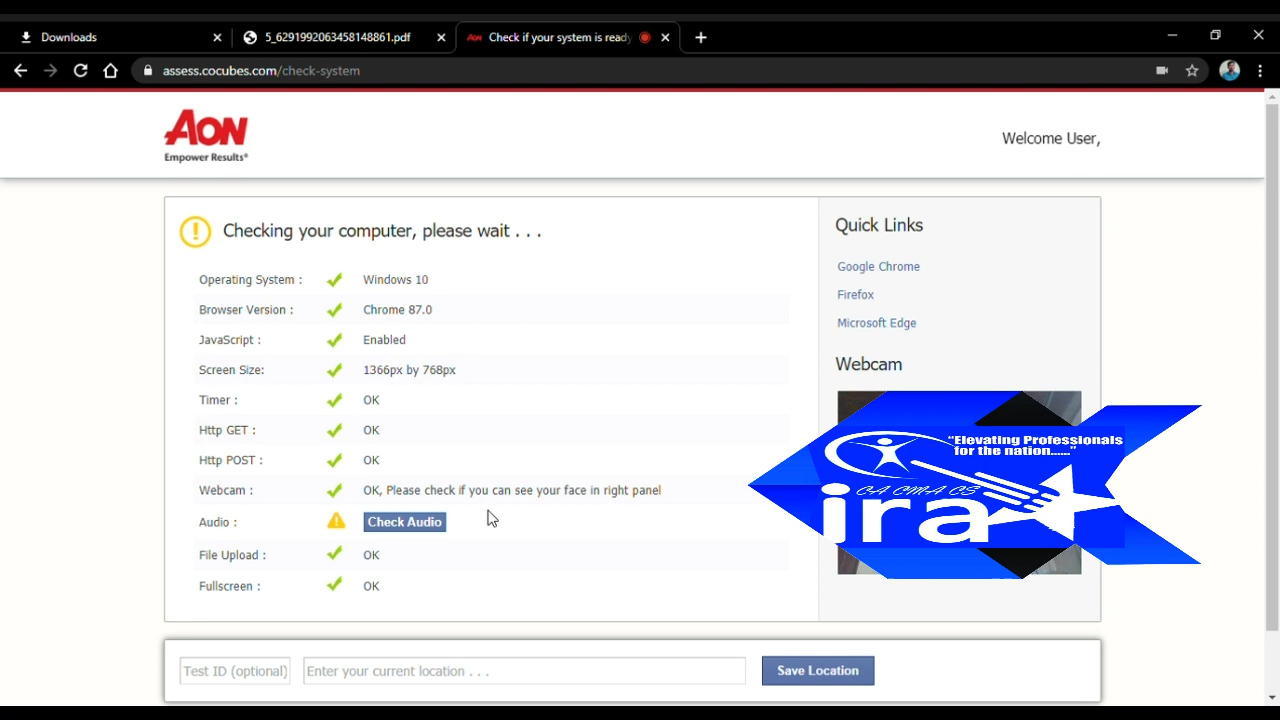 Downloads
5_6291992063458148861.pdf
Check if your system is ready
assess.cocubes.com/check-system
AON
Empower Results®
Welcome User,
Checking your computer, please wait . . .
Operating System : Windows 10
Browser Version : Chrome 87.0
JavaScript : Enabled
Screen Size: 1366px by 768px
Timer : OK
Http GET : OK
Http POST : OK
Webcam : OK, Please check if you can see your face in right panel
Audio : Check Audio
File Upload : OK
Fullscreen : OK
Quick Links
Google Chrome
Firefox
Microsoft Edge
Webcam
"Elevating Professionals
for the nation......"
CA CMA CS
ira
Test ID (optional) Enter your current location . . . Save Location